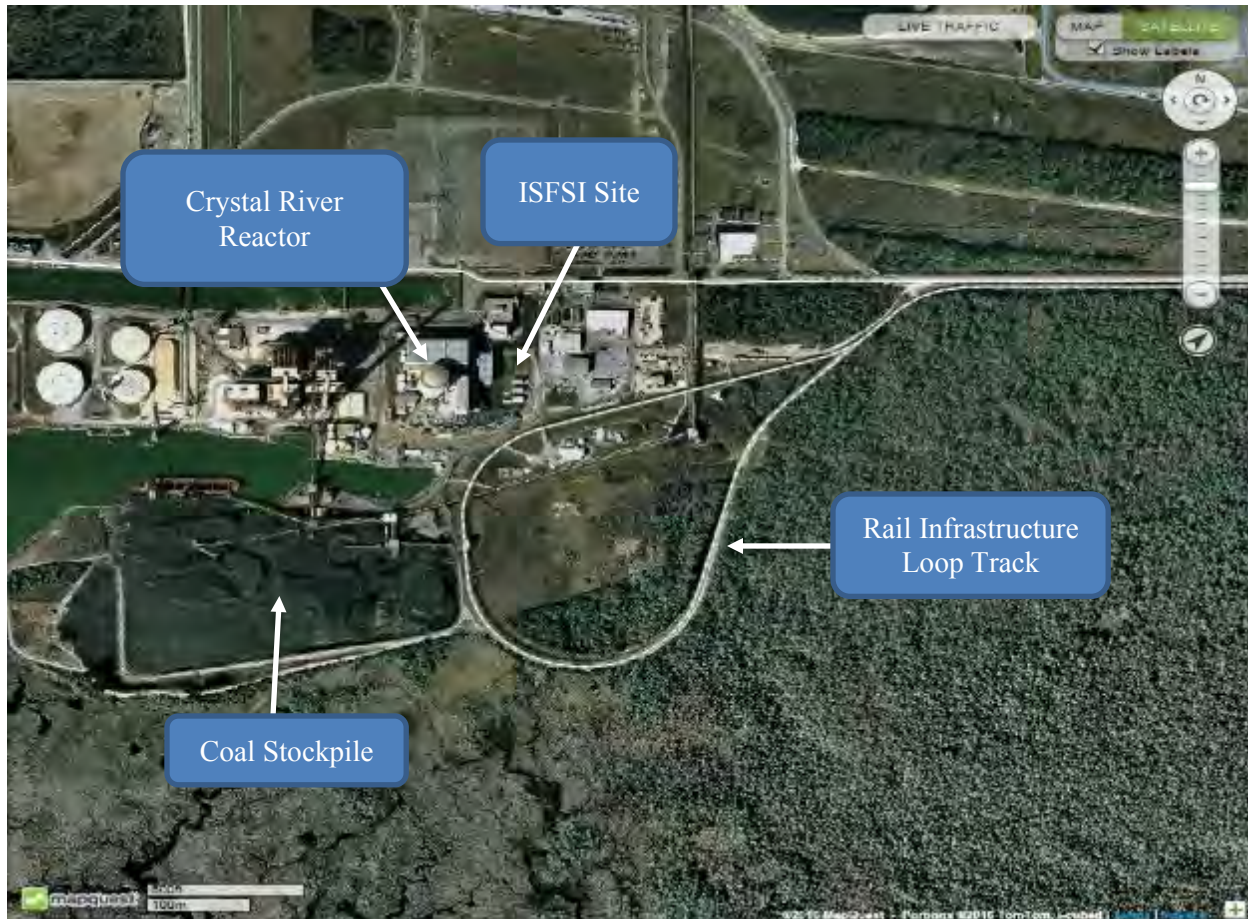 LIVE TRAFFIC
MAP
SATELLITE
Show Labels
N
Crystal River
Reactor
ISFSI Site
Rail Infrastructure
Loop Track
Coal Stockpile
mapquest
100m